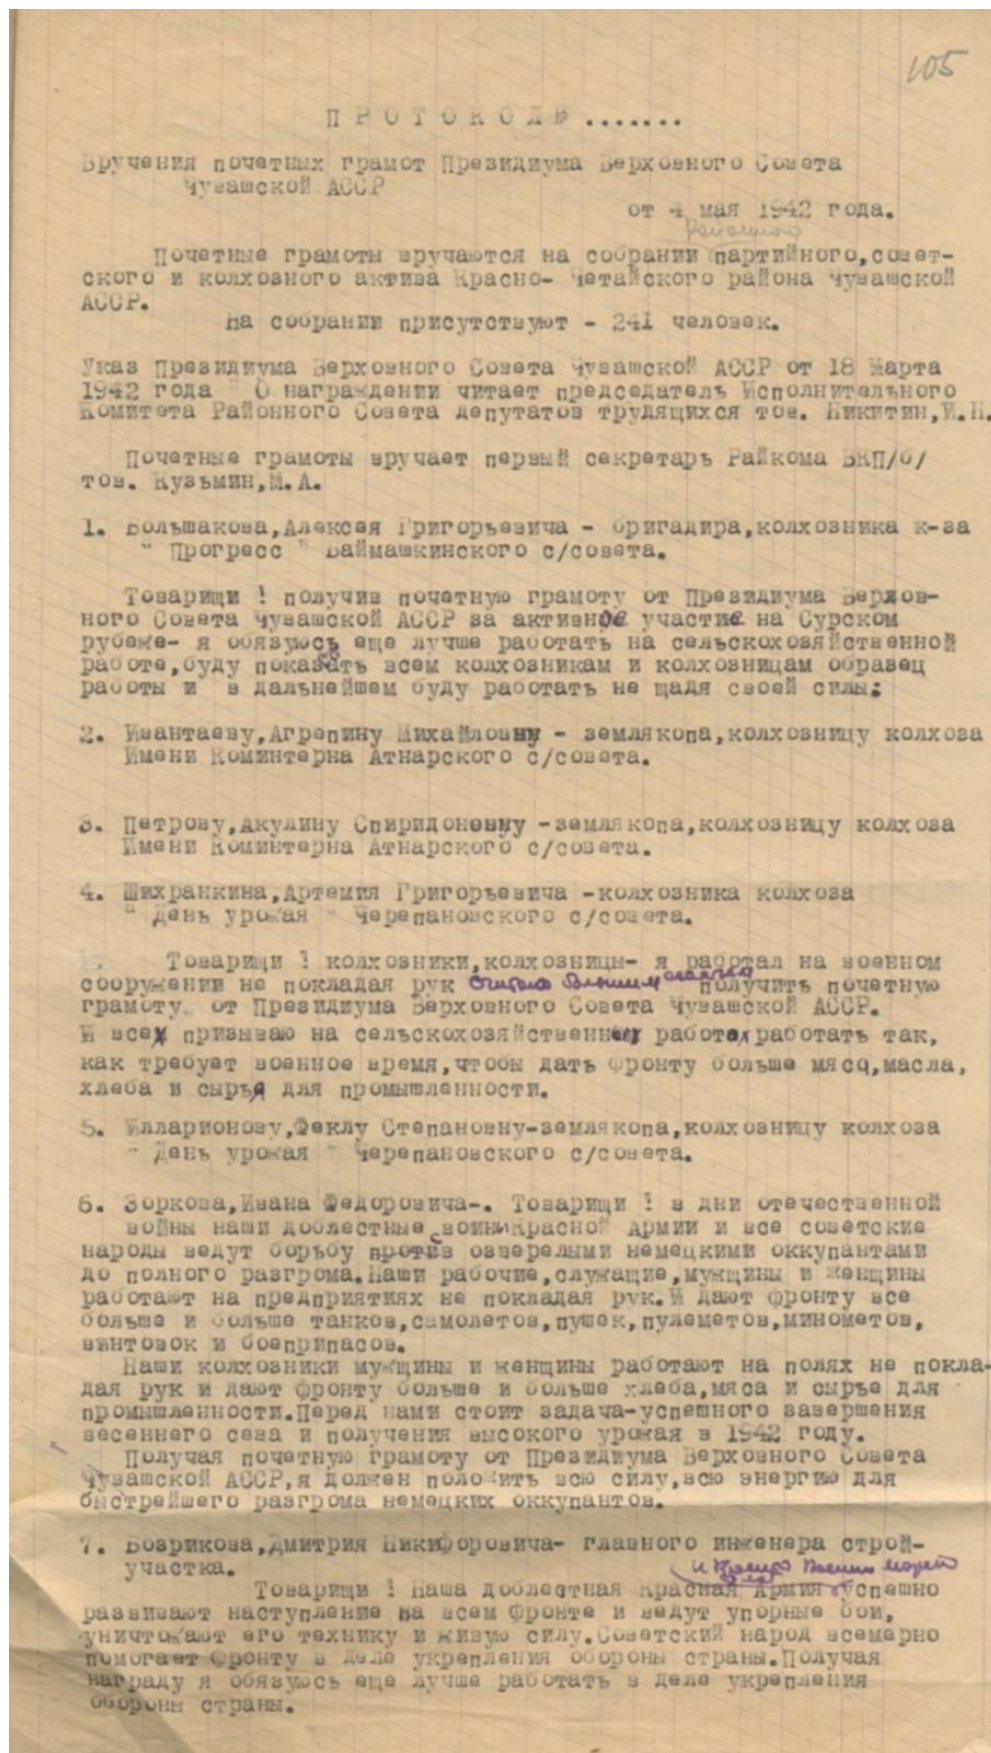 105
ПРОТОКОЛЫ.......
Вручения почетных грамот Президиума Верховного Совета
Чувашской АССР
от 4 мая 1942 года.
районного
Почетные грамоты вручаются на собрании партийного,совет-
ского и колхозного актива Красно- Четайского района Чувашской
АССР.
На собрании присутствуют - 241 человек.
Указ Президиума Верховного Совета Чувашской АССР от 18 Марта
1942 года " О награждении читает председатель Исполнительного
Комитета Районного Совета депутатов трудящихся тов. Никитин,И.Н.
Почетные грамоты вручает первый секретарь Райкома ВКП/б/
тов. Кузьмин,М.А.
1. Большакова,Алексея Григорьевича - бригадира,колхозника к-за
" Прогресс " Баймашкинского с/совета.
Товарищи ! получив почетную грамоту от Президиума Верхов-
ного Совета Чувашской АССР за активное участие на Сурском
рубеже- я обязуюсь еще лучше работать на сельскохозяйственной
работе,буду показать всем колхозникам и колхозницам образец
работы и в дальнейшем буду работать не щадя своей силы:
2. Ивантаеву,Агрепину Михайловну - землякопа,колхозницу колхоза
Имени Коминтерна Атнарского с/совета.
3. Петрову,Акулину Спиридоновну -землякопа,колхозницу колхоза
Имени Коминтерна Атнарского с/совета.
4. Шихранкина,Артемия Григорьевича -колхозника колхоза
" День урожая " Черепановского с/совета.
Товарищи ! колхозники,колхозницы- я работал на военном
сооружении не покладая рук считаю большим получить почетную
грамоту от Президиума Верховного Совета Чувашской АССР.
И всех призываю на сельскохозяйственных работах работать так,
как требует военное время,чтобы дать фронту больше мяса,масла,
хлеба и сырья для промышленности.
5. Илларионову,Феклу Степановну-землякопа,колхозницу колхоза
" День урожая " Черепановского с/совета.
6. Зоркова,Ивана Федоровича-. Товарищи ! в дни отечественной
войны наши доблестные воины Красной Армии и все советские
народы ведут борьбу против с озверелыми немецкими оккупантами
до полного разгрома.Наши рабочие,служащие,мужщины и женщины
работают на предприятиях не покладая рук.И дают фронту все
больше и больше танков,самолетов,пушек,пулеметов,минометов,
винтовок и боеприпасов.
Наши колхозники мужщины и женщины работают на полях не покла-
дая рук и дают фронту больше и больше хлеба,мяса и сырье для
промышленности.Перед нами стоит задача-успешного завершения
весеннего сева и получения высокого урожая в 1942 году.
Получая почетную грамоту от Президиума Верховного Совета
Чувашской АССР,я должен положить всю силу,всю энергию для
быстрейшего разгрома немецких оккупантов.
7. Возрикова,Дмитрия Никифоровича- главного инженера строй-
участка.
Товарищи ! Наша доблестная Красная Армия успешно
развивают наступление на всем фронте и ведут упорные бои,
уничтожают его технику и живую силу.Советский народ всемерно
помогает фронту в деле укрепления обороны страны.Получая
награду я обязуюсь еще лучше работать в деле укрепления
обороны страны.